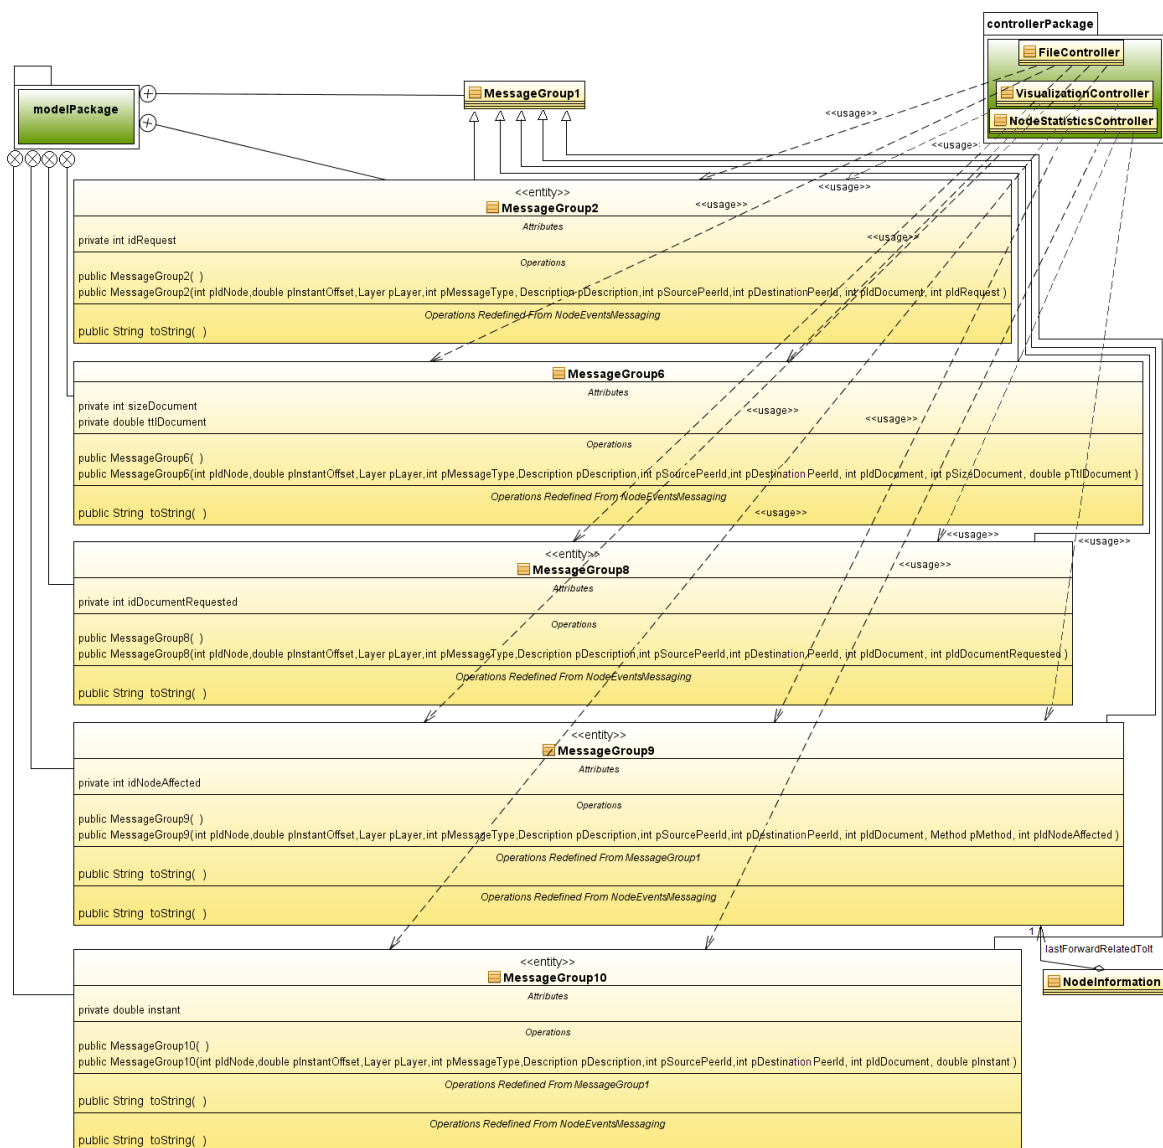 controllerPackage
FileController
modelPackage
MessageGroup1
VisualizationController
<<usage>>
NodeStatisticsController
<<usage>>
<<entity>>
<<usage>>
MessageGroup2
<<usage>>
Attributes
private int idRequest
<<usage>>
Operations
public MessageGroup2( )
public MessageGroup2(int pIdNode,double pInstantOffset,Layer pLayer,int pMessageType, Description pDescription,int pSourcePeerId,int pDestinationPeerId, int pIdDocument, int pIdRequest )
Operations Redefined From NodeEventsMessaging
public String toString( )
MessageGroup6
Attributes
private int sizeDocument
<<usage>>
private double ttlDocument
<<usage>>
Operations
public MessageGroup6( )
public MessageGroup6(int pIdNode,double pInstantOffset,Layer pLayer,int pMessageType,Description pDescription,int pSourcePeerId,int pDestinationPeerId, int pIdDocument, int pSizeDocument, double pTtlDocument )
Operations Redefined From NodeEventsMessaging
public String toString( )
<<usage>>
<<usage>>
<<usage>>
<<entity>>
<<usage>>
MessageGroup8
Attributes
private int idDocumentRequested
Operations
public MessageGroup8( )
public MessageGroup8(int pIdNode,double pInstantOffset,Layer pLayer,int pMessageType,Description pDescription,int pSourcePeerId,int pDestinationPeerId, int pIdDocument, int pIdDocumentRequested )
Operations Redefined From NodeEventsMessaging
public String toString( )
<<entity>>
MessageGroup9
Attributes
private int idNodeAffected
Operations
public MessageGroup9( )
public MessageGroup9(int pIdNode,double pInstantOffset,Layer pLayer,int pMessageType,Description pDescription,int pSourcePeerId,int pDestinationPeerId, int pIdDocument, Method pMethod, int pIdNodeAffected )
Operations Redefined From MessageGroup1
public String toString( )
Operations Redefined From NodeEventsMessaging
public String toString( )
1
lastForwardRelatedToIt
<<entity>>
MessageGroup10
NodeInformation
Attributes
private double instant
Operations
public MessageGroup10( )
public MessageGroup10(int pIdNode,double pInstantOffset,Layer pLayer,int pMessageType,Description pDescription,int pSourcePeerId,int pDestinationPeerId, int pIdDocument, double pInstant )
Operations Redefined From MessageGroup1
public String toString( )
Operations Redefined From NodeEventsMessaging
public String toString( )